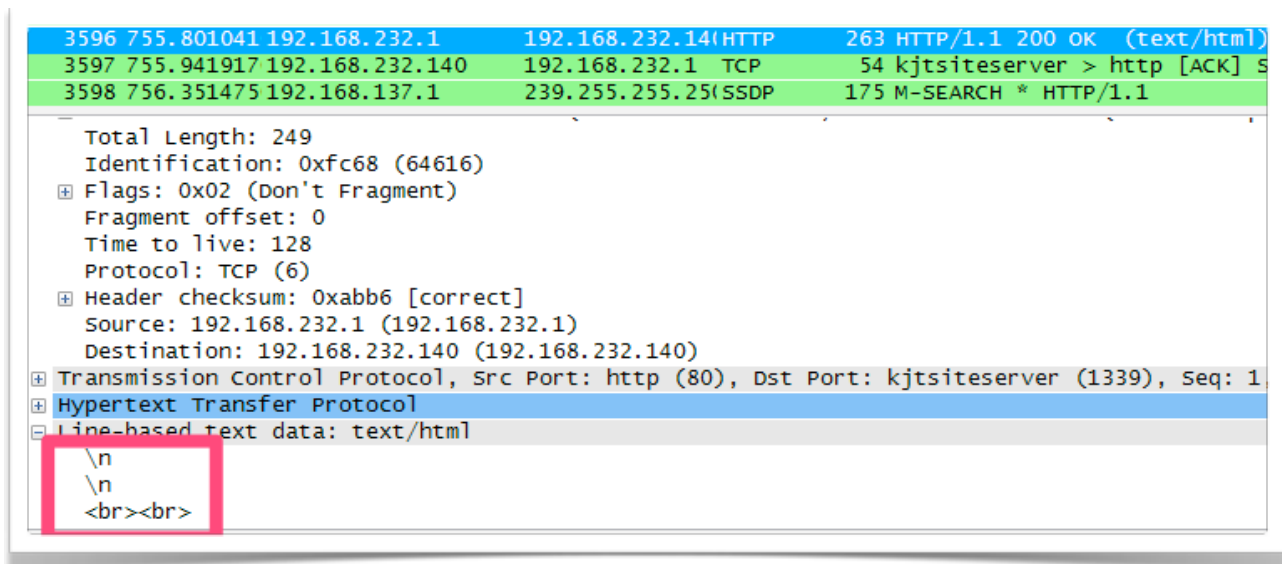 3596 755.801041 192.168.232.1 192.168.232.14( HTTP 263 HTTP/1.1 200 OK (text/html)
3597 755.941917 192.168.232.140 192.168.232.1 TCP 54 kjtsiteserver > http [ACK] S
3598 756.351475 192.168.137.1 239.255.255.25( SSDP 175 M-SEARCH * HTTP/1.1
Total Length: 249
Identification: 0xfc68 (64616)
Flags: 0x02 (Don't Fragment)
Fragment offset: 0
Time to live: 128
Protocol: TCP (6)
Header checksum: 0xabb6 [correct]
Source: 192.168.232.1 (192.168.232.1)
Destination: 192.168.232.140 (192.168.232.140)
Transmission Control Protocol, Src Port: http (80), Dst Port: kjtsiteserver (1339), Seq: 1,
Hypertext Transfer Protocol
Line-based text data: text/html
\n
\n
<br><br>